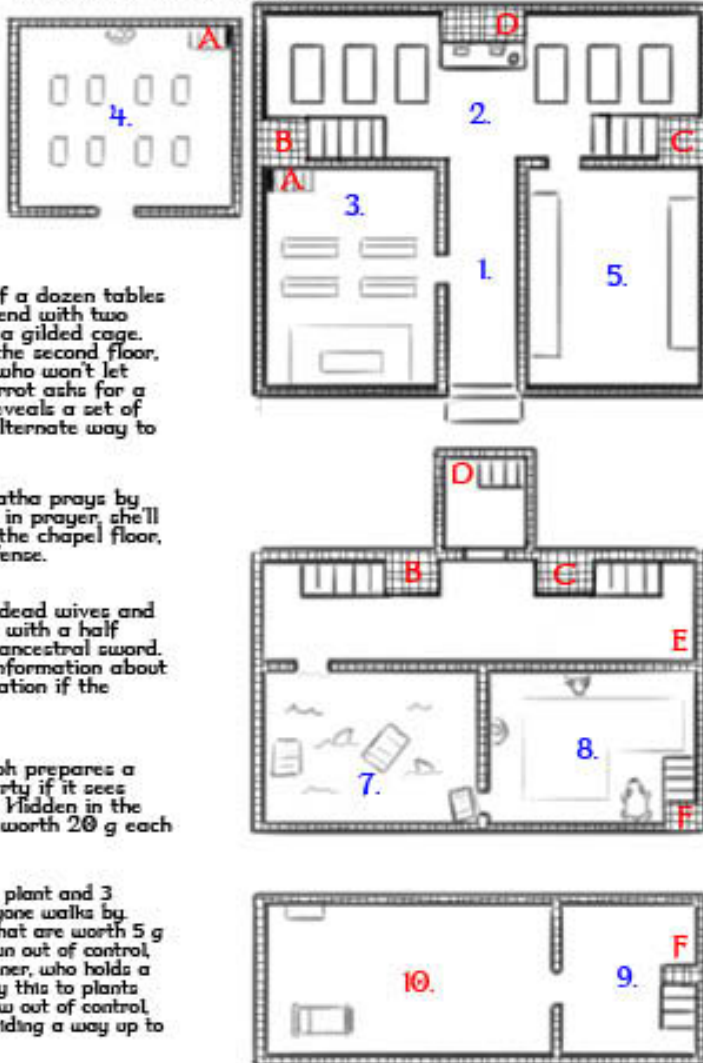 A
4.
D
2.
B
C
A
3.
1.
5.
f a dozen tables
end with two
a gilded cage.
the second floor,
who won't let
rrot asks for a
eveals a set of
lternate way to
atha prays by
in prayer, she'll
the chapel floor,
ense.
dead wives and
with a half
ancestral sword.
nformation about
ation if the
prepares a
rty if it sees
Hidden in the
worth 20 g each
plant and 3
yone walks by.
hat are worth 5 g
un out of control,
ner, who holds a
y this to plants
w out of control,
iding a way up to
D
B
C
E
7.
8.
F
10.
9.
F